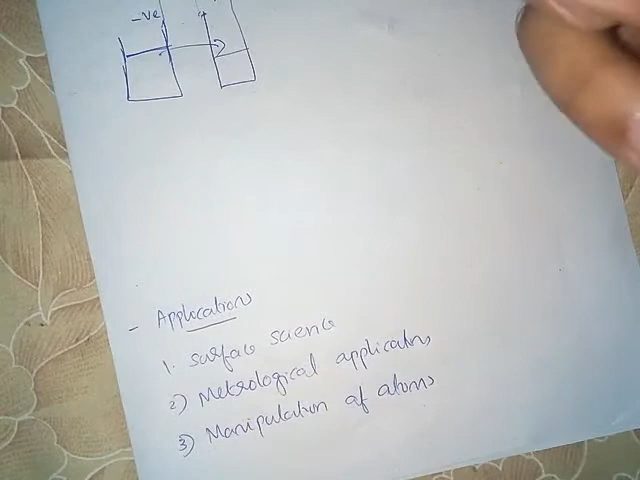 -Ve
- Applications
1. Surface science
2) Metrological applications
3) Manipulation of atoms